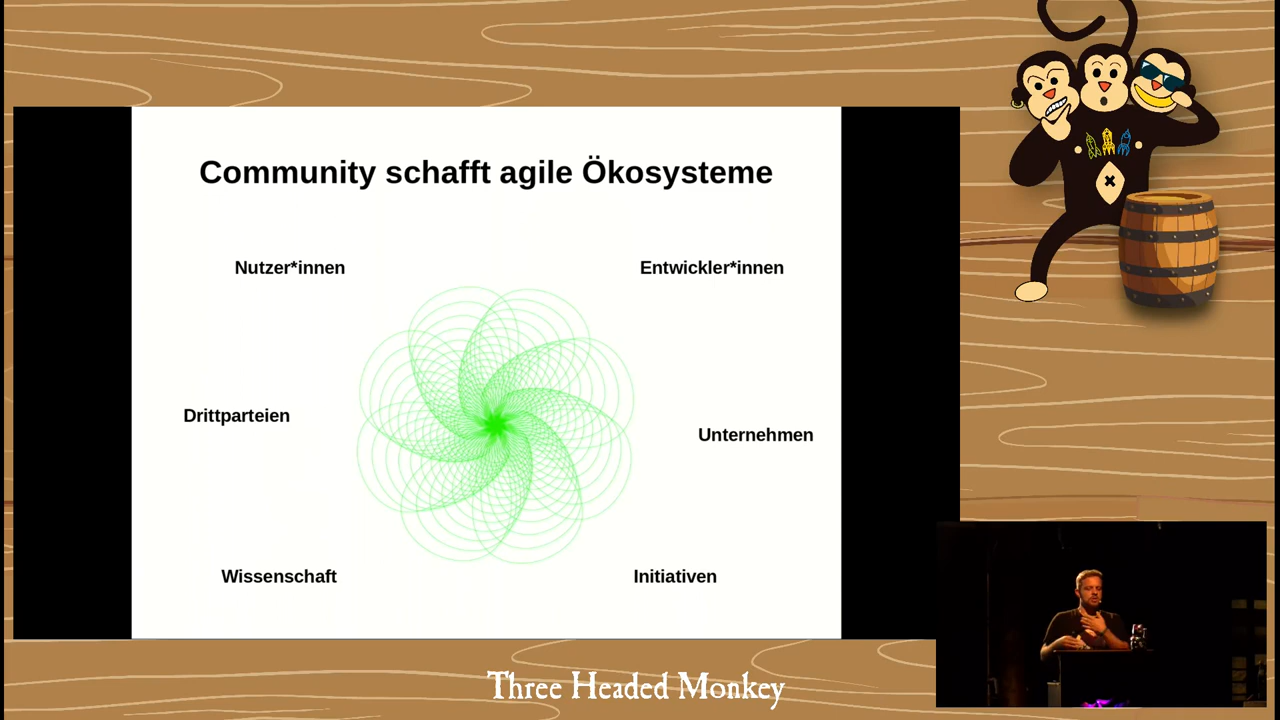 Community schafft agile Ökosysteme
Nutzer*innen
Entwickler*innen
Drittparteien
Unternehmen
Wissenschaft
Initiativen
Three Headed Monkey